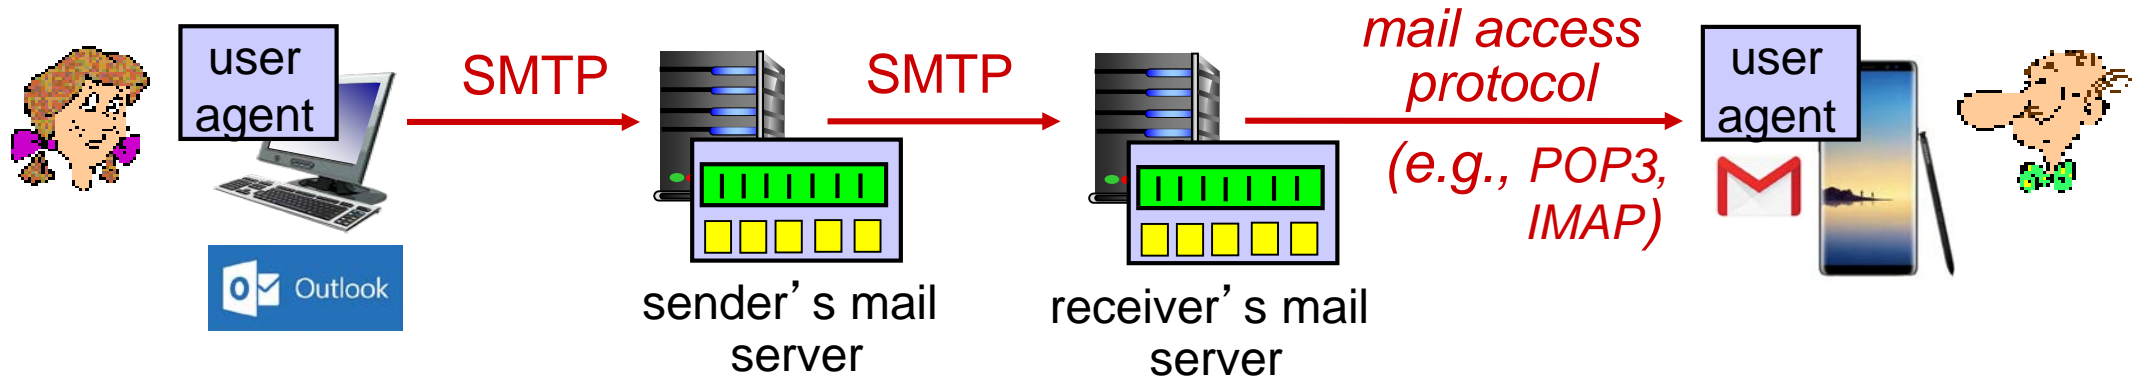 user
agent
SMTP
SMTP
mail access
protocol
(e.g., POP3,
IMAP)
user
agent
Outlook
sender’s mail
server
receiver’s mail
server